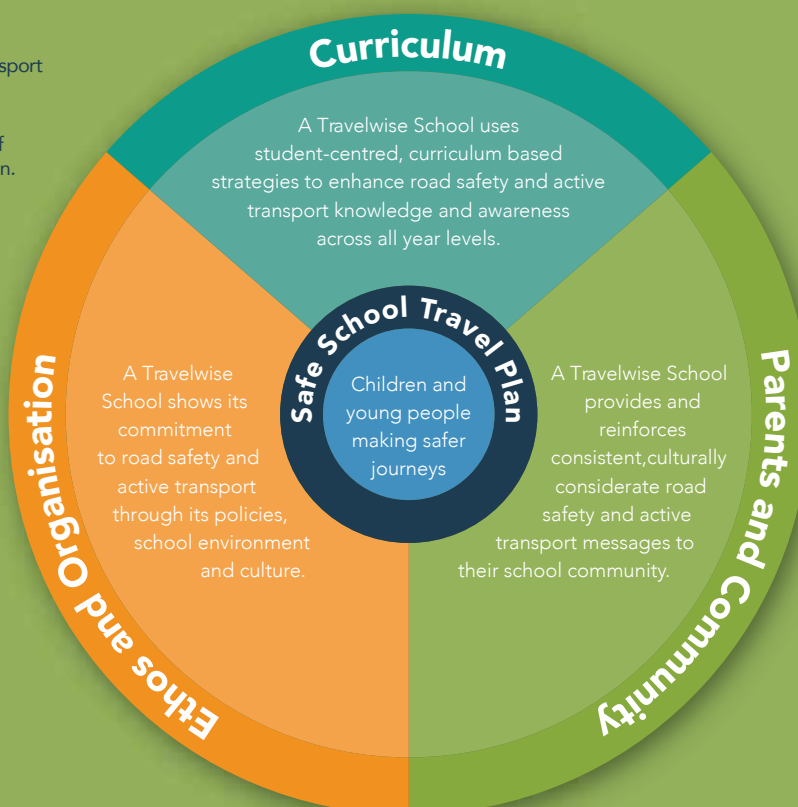 sport
n.
Curriculum
A Travelwise School uses
student-centred, curriculum based
strategies to enhance road safety and active
transport knowledge and awareness
across all year levels.
Safe School Travel Plan
Children and
young people
making safer
journeys
Ethos and Organisation
A Travelwise
School shows its
commitment
to road safety and
active transport
through its policies,
school environment
and culture.
Parents and Community
A Travelwise School
provides and
reinforces
consistent,culturally
considerate road
safety and active
transport messages to
their school community.